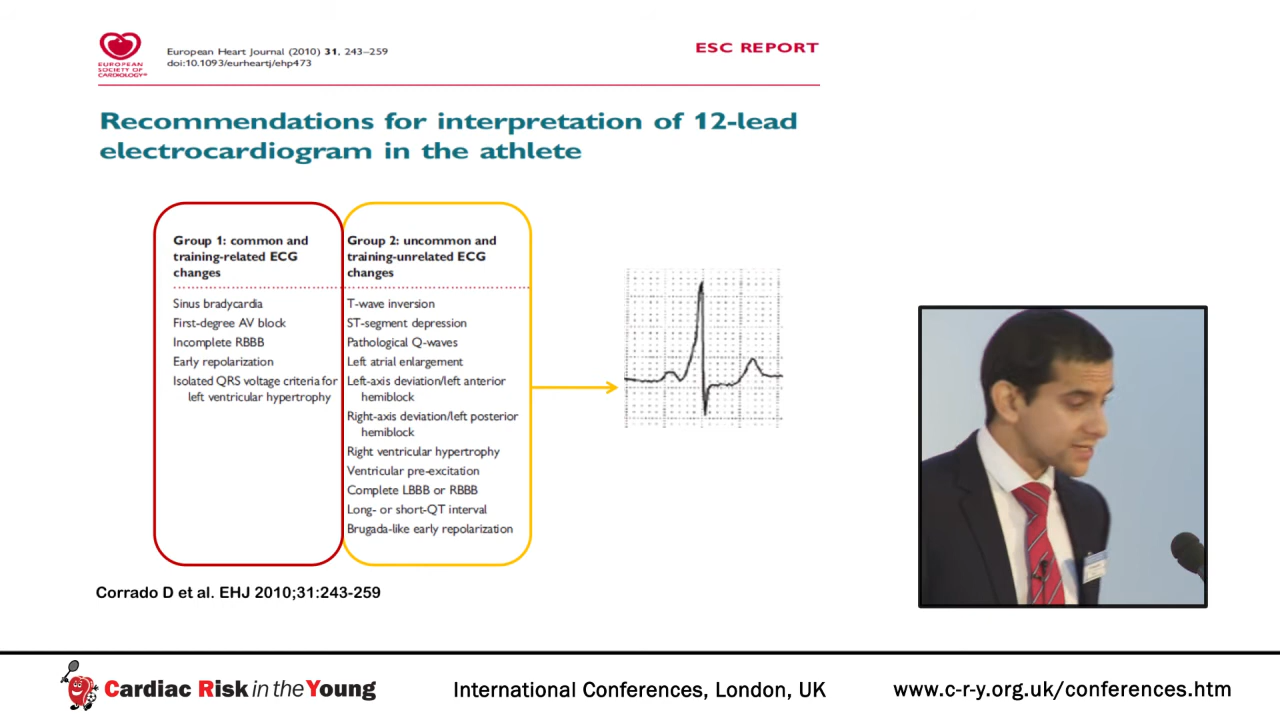 EUROPEAN
SOCIETY OF
CARDIOLOGY®
European Heart Journal (2010) 31, 243–259
doi:10.1093/eurheartj/ehp473
ESC REPORT
Recommendations for interpretation of 12-lead
electrocardiogram in the athlete
Group 1: common and
training-related ECG
changes
Sinus bradycardia
First-degree AV block
Incomplete RBBB
Early repolarization
Isolated QRS voltage criteria for
left ventricular hypertrophy
Group 2: uncommon and
training-unrelated ECG
changes
T-wave inversion
ST-segment depression
Pathological Q-waves
Left atrial enlargement
Left-axis deviation/left anterior
hemiblock
Right-axis deviation/left posterior
hemiblock
Right ventricular hypertrophy
Ventricular pre-excitation
Complete LBBB or RBBB
Long- or short-QT interval
Brugada-like early repolarization
Corrado D et al. EHJ 2010;31:243-259
Cardiac Risk in the Young
International Conferences, London, UK
www.c-r-y.org.uk/conferences.htm